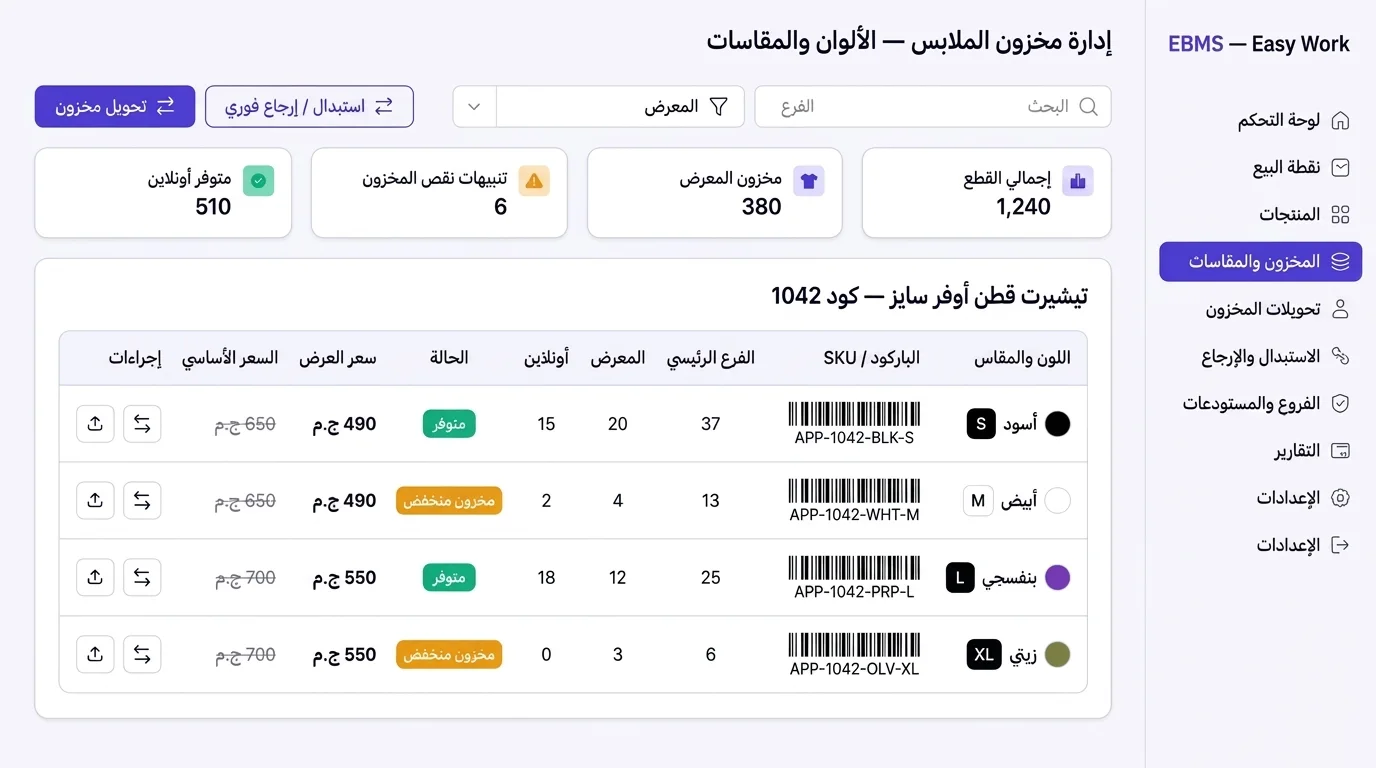 EBMS — Easy Work
لوحة التحكم
نقطة البيع
المنتجات
المخزون والمقاسات
تحويلات المخزون
الاستبدال والإرجاع
الفروع والمستودعات
التقارير
الإعدادات
الإعدادات
إدارة مخزون الملابس — الألوان والمقاسات
البحث الفرع المعرض استبدال / إرجاع فوري تحويل مخزون
إجمالي القطع
1,240
مخزون المعرض
380
تنبيهات نقص المخزون
6
متوفر أونلاين
510
تيشيرت قطن أوفر سايز — كود 1042
اللون والمقاس الباركود / SKU الفرع الرئيسي المعرض أونلاين الحالة سعر العرض السعر الأساسي إجراءات
أسود S APP-1042-BLK-S 37 20 15 متوفر 490 ج.م 650 ج.م
أبيض M APP-1042-WHT-M 13 4 2 مخزون منخفض 490 ج.م 650 ج.م
بنفسجي L APP-1042-PRP-L 25 12 18 متوفر 550 ج.م 700 ج.م
زيتي XL APP-1042-OLV-XL 6 3 0 مخزون منخفض 550 ج.م 700 ج.م